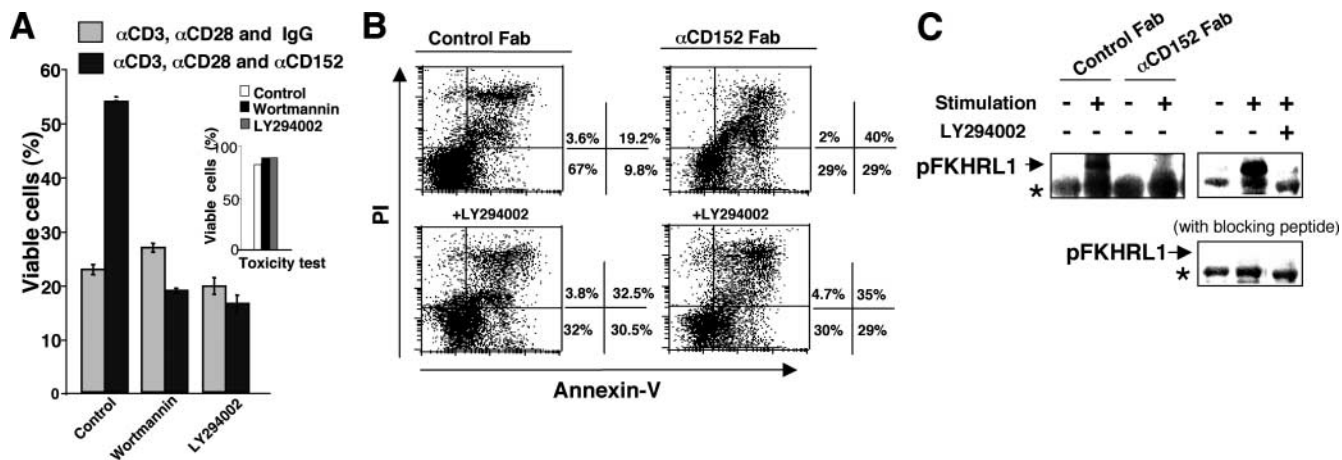 A
αCD3, αCD28 and IgG
αCD3, αCD28 and αCD152
Viable cells (%)
60
50
40
30
20
10
0
Control
Wortmannin
LY294002
Control
Wortmannin
LY294002
Viable cells (%)
100
50
0
Toxicity test
B
Control Fab
αCD152 Fab
3.6% 19.2%
67% 9.8%
2% 40%
29% 29%
+LY294002
+LY294002
3.8% 32.5%
32% 30.5%
4.7% 35%
30% 29%
PI
Annexin-V
C
Control Fab
αCD152 Fab
Stimulation - + - + - + +
LY294002 - - - - - - +
pFKHRL1
*
(with blocking peptide)
pFKHRL1
*